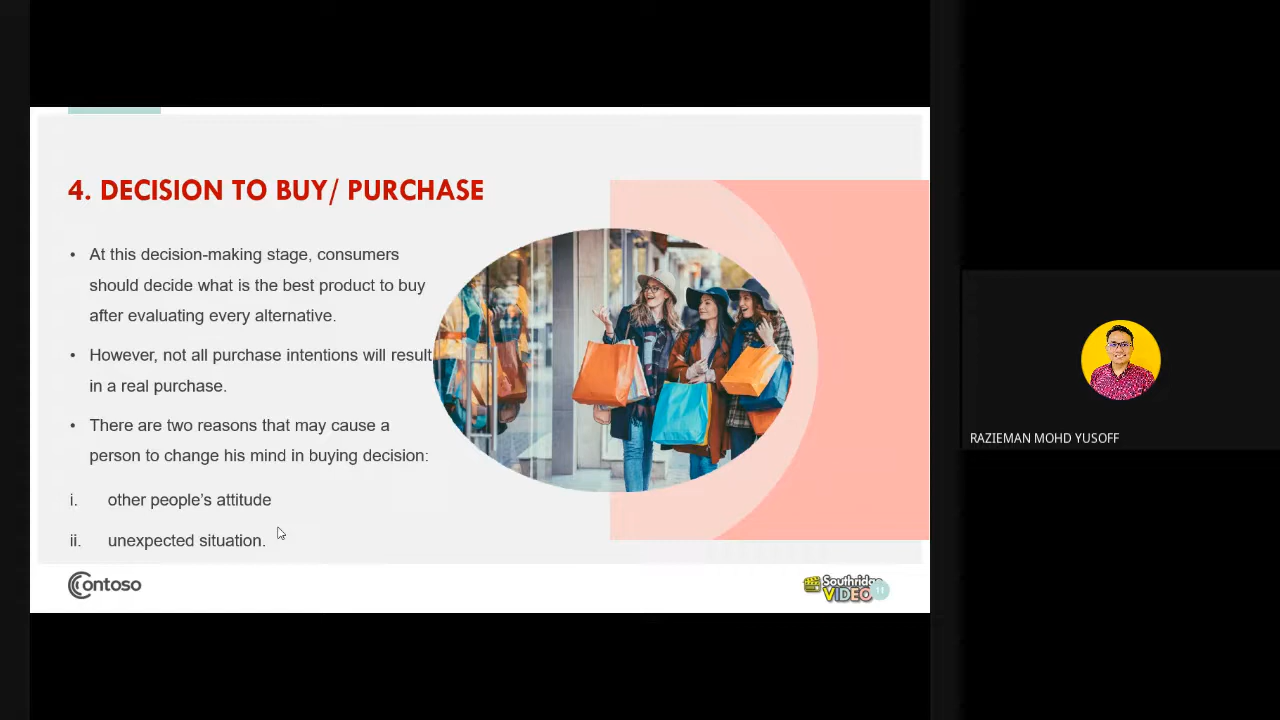 4. DECISION TO BUY/ PURCHASE
• At this decision-making stage, consumers
should decide what is the best product to buy
after evaluating every alternative.
• However, not all purchase intentions will result
in a real purchase.
• There are two reasons that may cause a
person to change his mind in buying decision:
i. other people's attitude
ii. unexpected situation.
Contoso
Southridge
VIDEO
11
RAZIEMAN MOHD YUSOFF